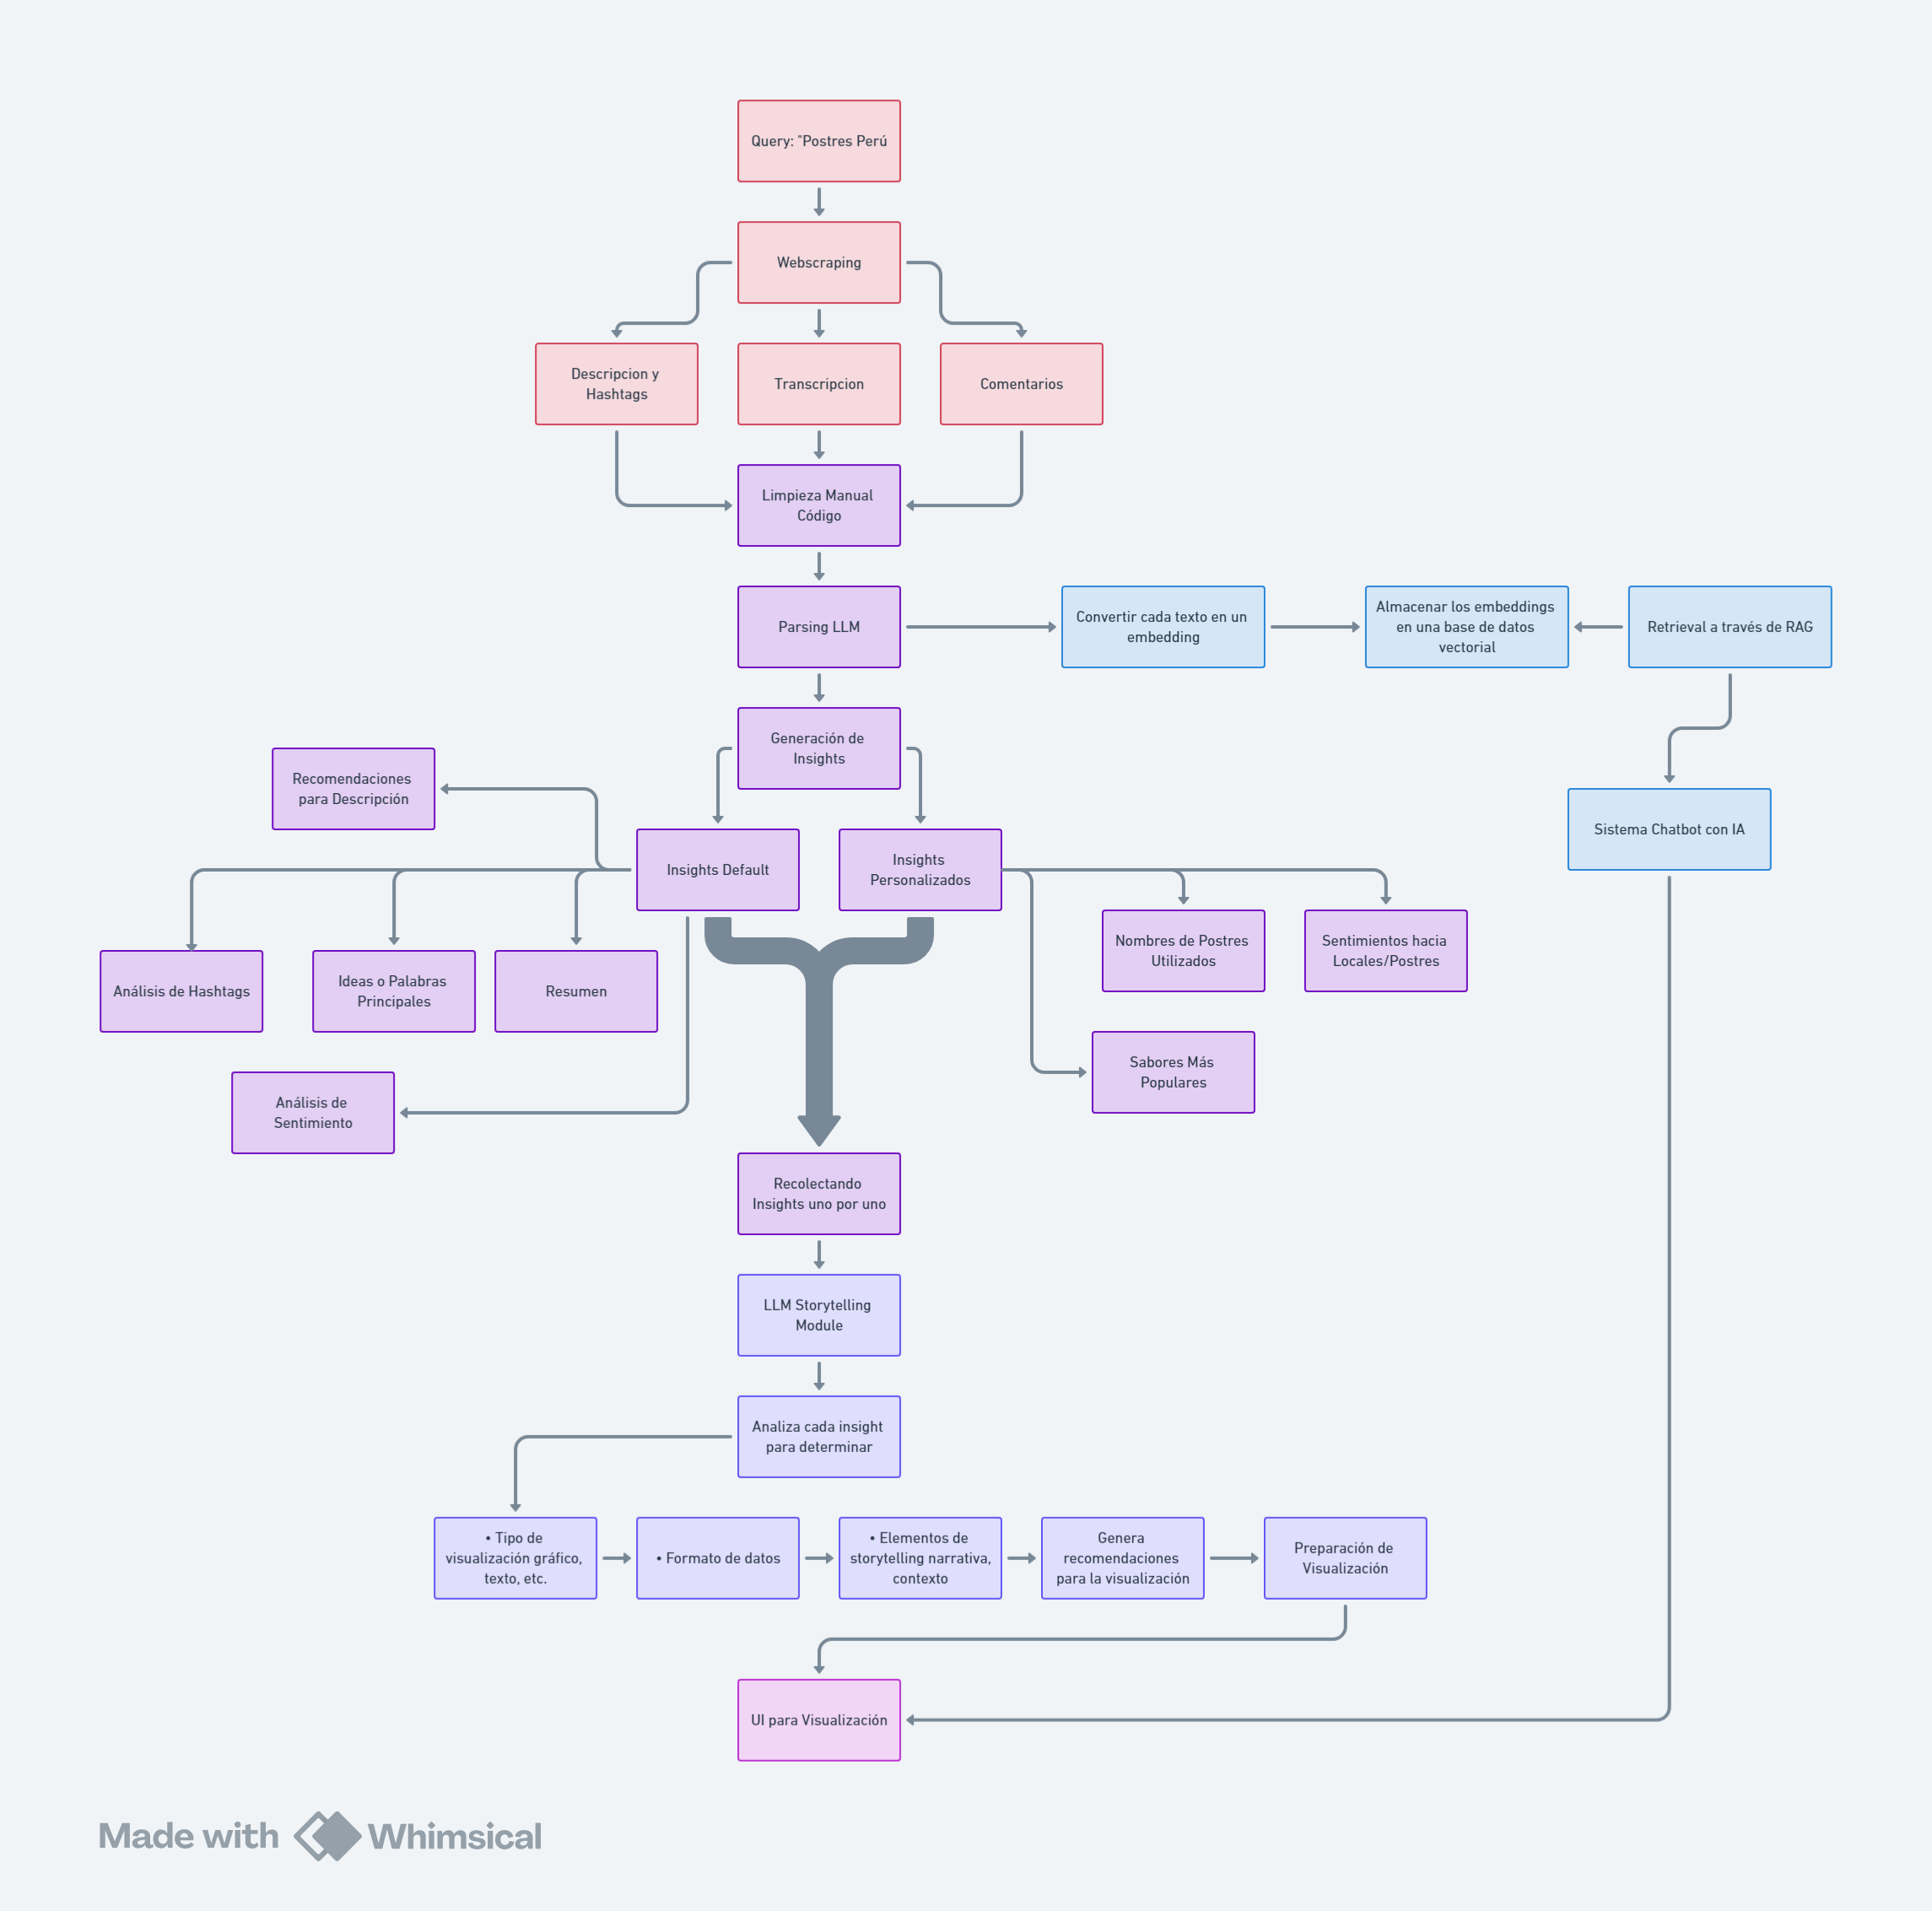 Query: "Postres Perú
Webscraping
Descripcion y
Hashtags
Transcripcion
Comentarios
Limpieza Manual
Código
Parsing LLM
Convertir cada texto en un
embedding
Almacenar los embeddings
en una base de datos
vectorial
Retrieval a través de RAG
Generación de
Insights
Recomendaciones
para Descripción
Insights Default
Insights
Personalizados
Sistema Chatbot con IA
Análisis de Hashtags
Ideas o Palabras
Principales
Resumen
Nombres de Postres
Utilizados
Sentimientos hacia
Locales/Postres
Sabores Más
Populares
Análisis de
Sentimiento
Recolectando
Insights uno por uno
LLM Storytelling
Module
Analiza cada insight
para determinar
• Tipo de
visualización gráfico,
texto, etc.
• Formato de datos
• Elementos de
storytelling narrativa,
contexto
Genera
recomendaciones
para la visualización
Preparación de
Visualización
UI para Visualización
Made with Whimsical